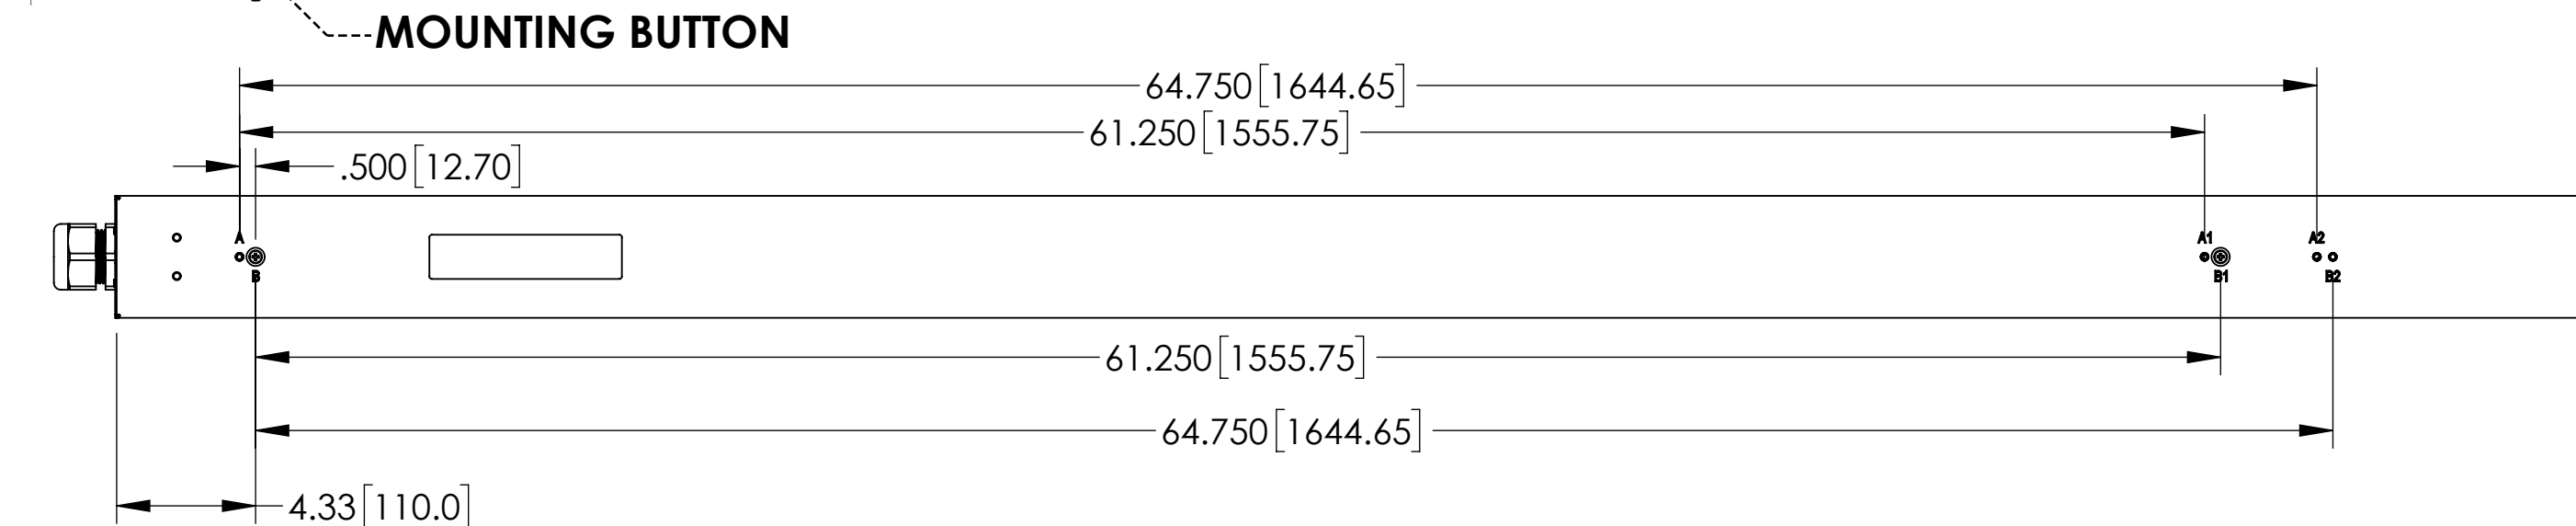 MOUNTING BUTTON
64.750[1644.65]
61.250[1555.75]
.500[12.70]
A
B
A1
B1
A2
B2
61.250[1555.75]
64.750[1644.65]
4.33[110.0]